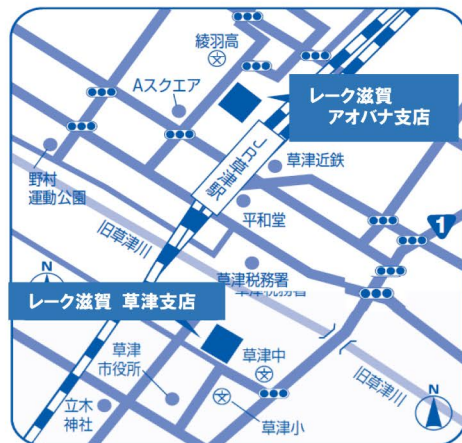 綾羽高
文
Aスクエア
レーク滋賀
アオバナ支店
JR草津駅
草津近鉄
野村
運動公園
平和堂
1
旧草津川
草津税務署
N
レーク滋賀 草津支店
草津
市役所
草津中
文
立木
神社
文
草津小
旧草津川
N